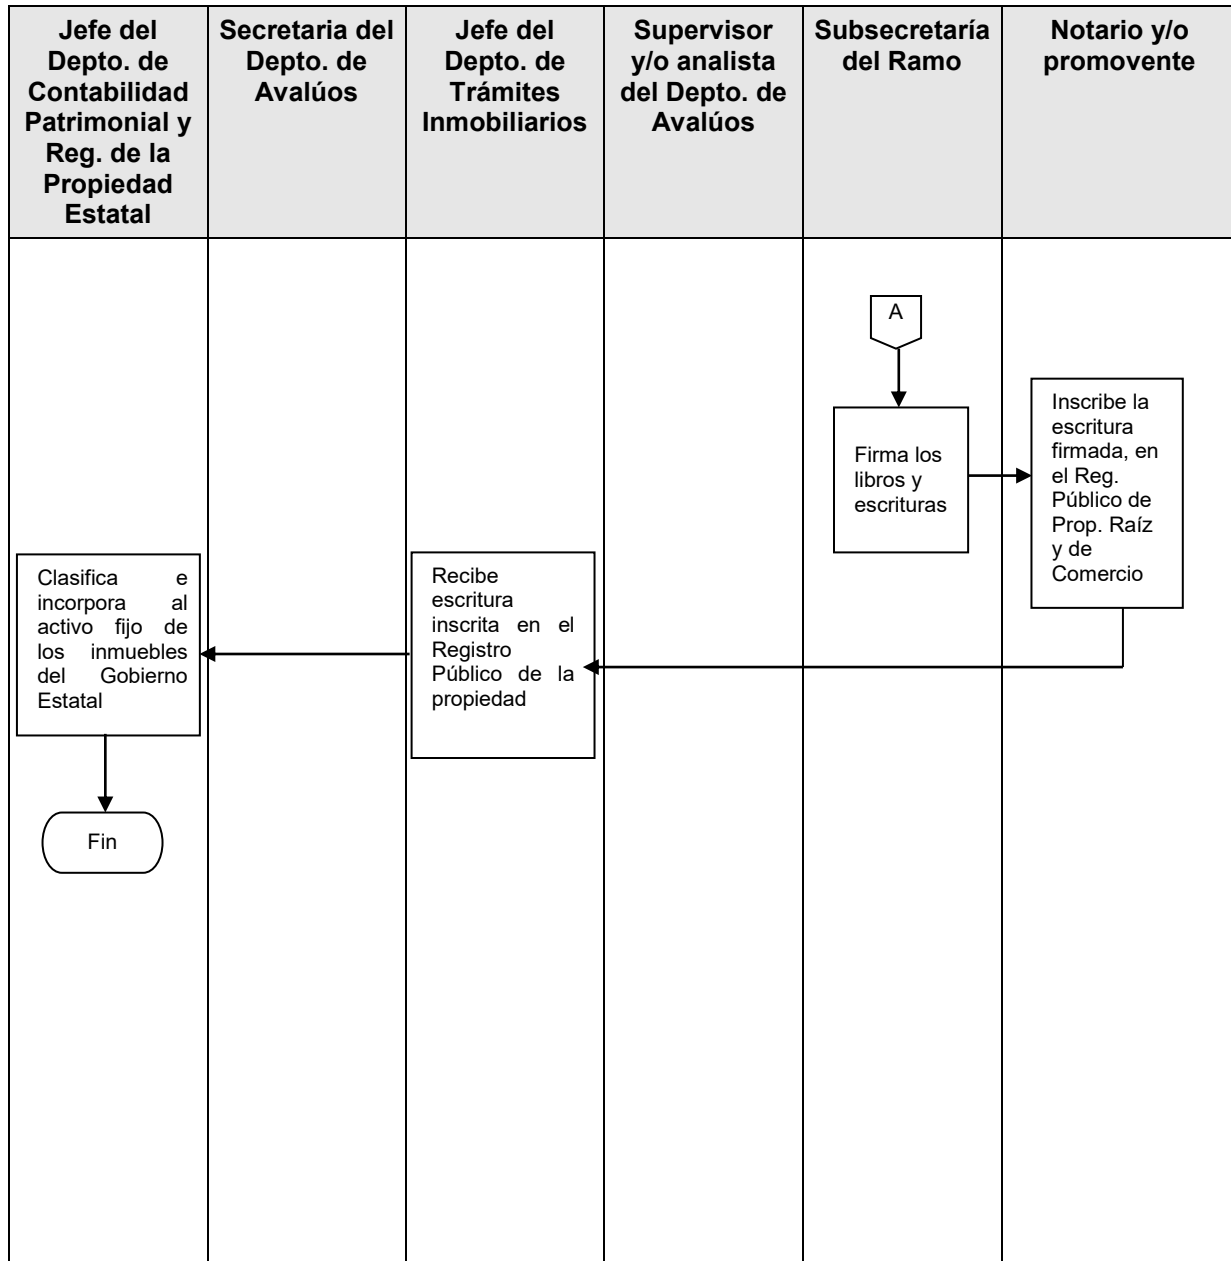 Jefe del
Depto. de
Contabilidad
Patrimonial y
Reg. de la
Propiedad
Estatal
Secretaria del
Depto. de
Avalúos
Jefe del
Depto. de
Trámites
Inmobiliarios
Supervisor
y/o analista
del Depto. de
Avalúos
Subsecretaría
del Ramo
Notario y/o
promovente
A
Firma los
libros y
escrituras
Inscribe la
escritura
firmada, en
el Reg.
Público de
Prop. Raíz
y de
Comercio
Recibe
escritura
inscrita en el
Registro
Público de la
propiedad
Clasifica e
incorpora al
activo fijo de
los inmuebles
del Gobierno
Estatal
Fin